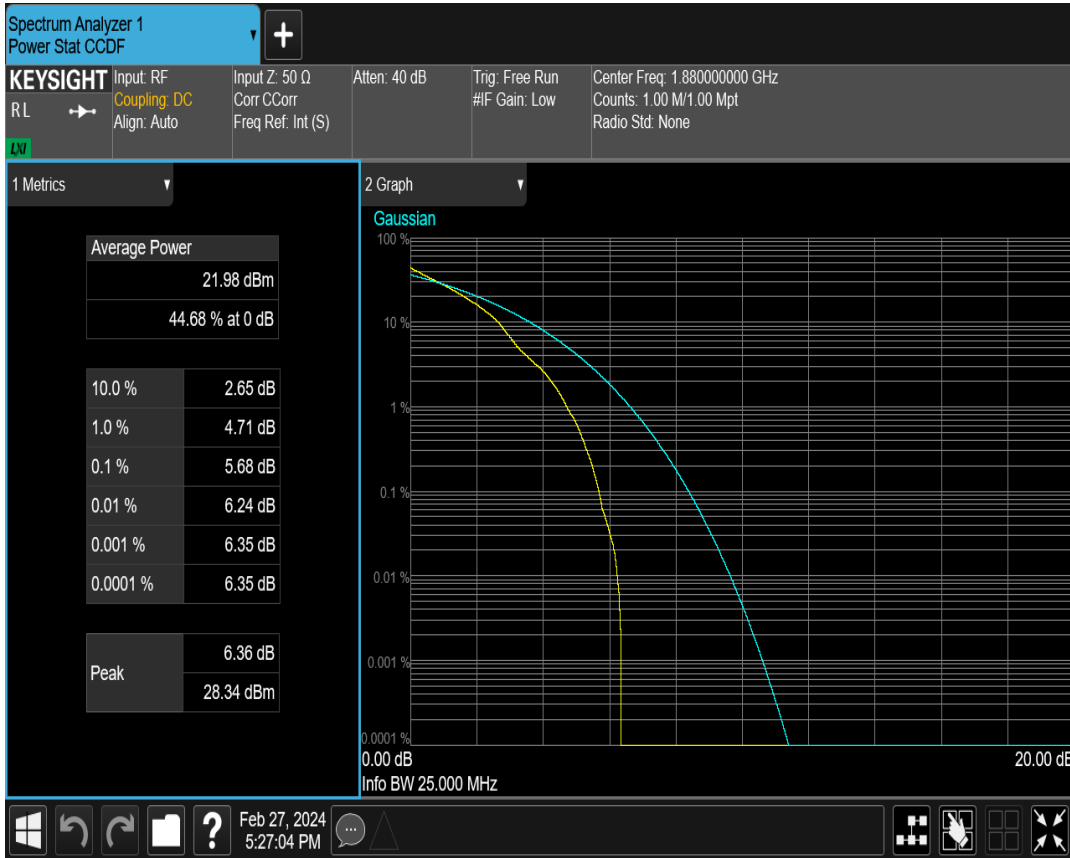 Spectrum Analyzer 1
Power Stat CCDF
KEYSIGHT
RL
LXI
Input: RF
Coupling: DC
Align: Auto
Input Z: 50 Ω
Corr CCorr
Freq Ref: Int (S)
Atten: 40 dB
Trig: Free Run
#IF Gain: Low
Center Freq: 1.880000000 GHz
Counts: 1.00 M/1.00 Mpt
Radio Std: None
1 Metrics
Average Power
21.98 dBm
44.68 % at 0 dB
10.0 % 2.65 dB
1.0 % 4.71 dB
0.1 % 5.68 dB
0.01 % 6.24 dB
0.001 % 6.35 dB
0.0001 % 6.35 dB
Peak
6.36 dB
28.34 dBm
2 Graph
Gaussian
100 %
10 %
1 %
0.1 %
0.01 %
0.001 %
0.0001 %
0.00 dB 20.00 dB
Info BW 25.000 MHz
?
Feb 27, 2024
5:27:04 PM